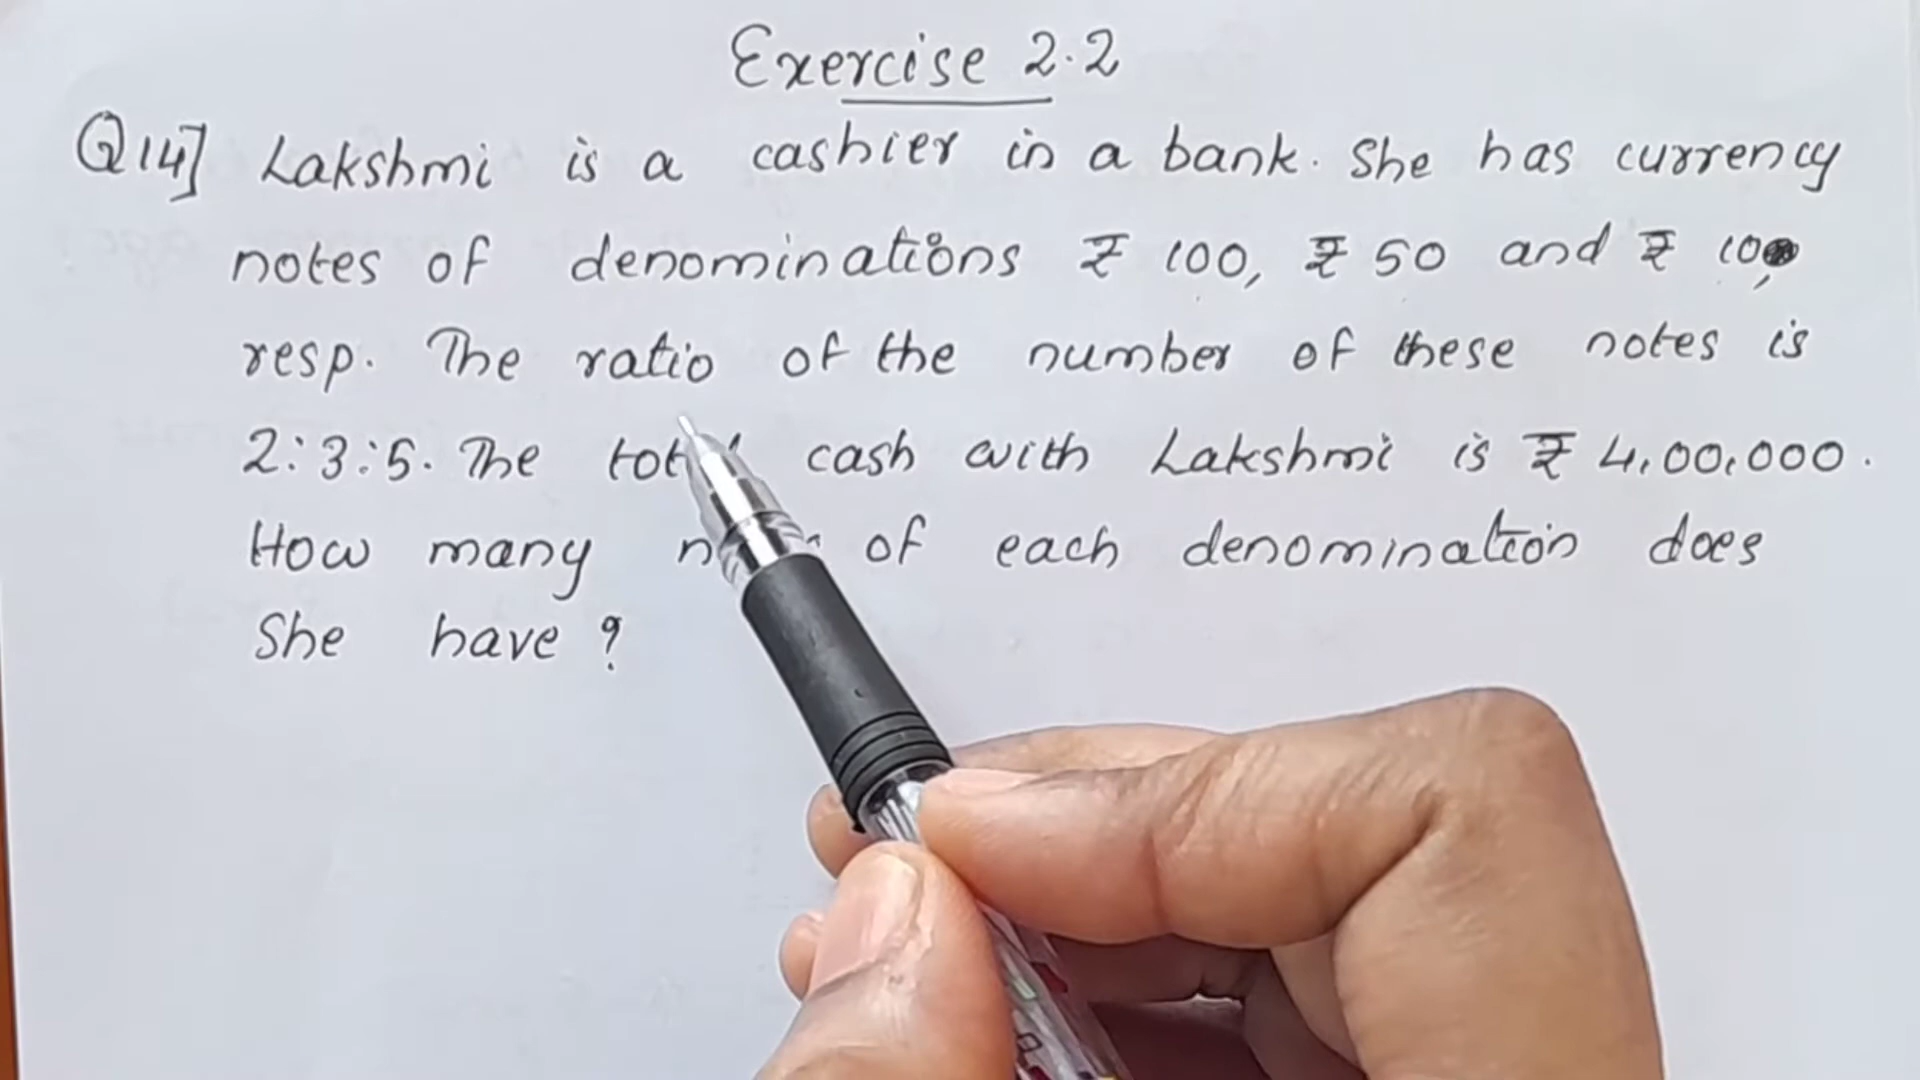 Exercise 2.2
Q14] Lakshmi is a cashier in a bank. She has currency
notes of denominations ₹ 100, ₹ 50 and ₹ 10,
resp. The ratio of the number of these notes is
2:3:5. The cash with Lakshmi is ₹ 4,00,000.
How many of each denomination does
She have?